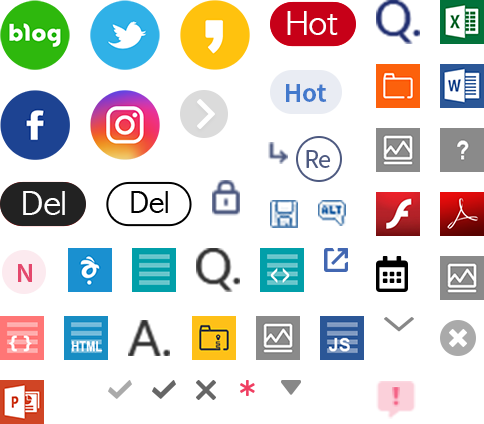 blog
Hot
Q.
X
Hot
W
f
Re
?
Del
Del
ALT
N
Q.
<>
{}
HTML
A.
JS
P
!
*